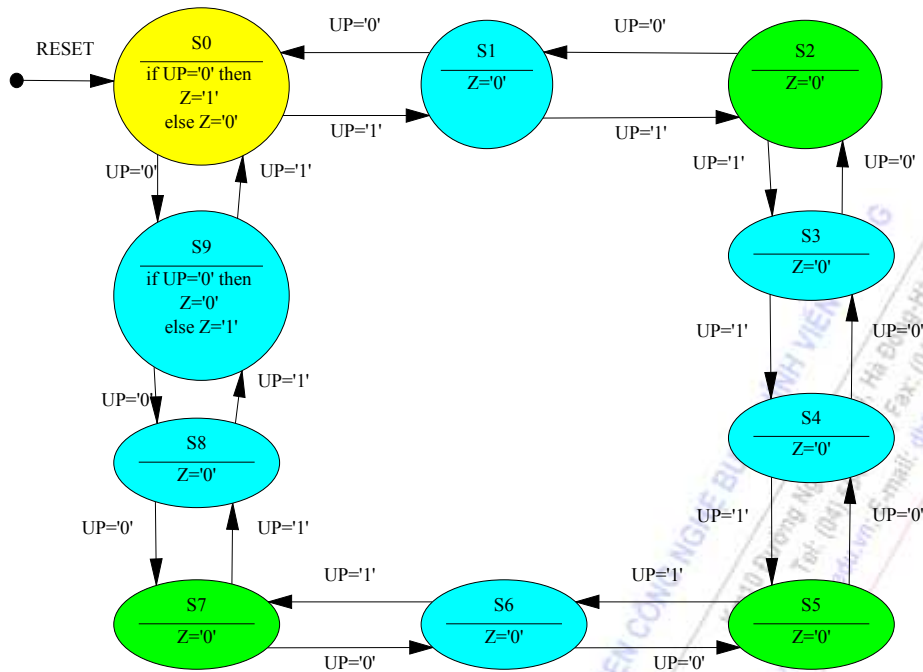 RESET
S0
if UP='0' then
Z='1'
else Z='0'
UP='0'
UP='1'
S1
Z='0'
UP='0'
UP='1'
S2
Z='0'
UP='0'
UP='1'
UP='1'
UP='0'
S9
if UP='0' then
Z='0'
else Z='1'
S3
Z='0'
UP='0'
UP='1'
UP='1'
UP='0'
S8
Z='0'
S4
Z='0'
UP='0'
UP='1'
UP='1'
UP='0'
S7
Z='0'
UP='1'
UP='0'
S6
Z='0'
UP='1'
UP='0'
S5
Z='0'